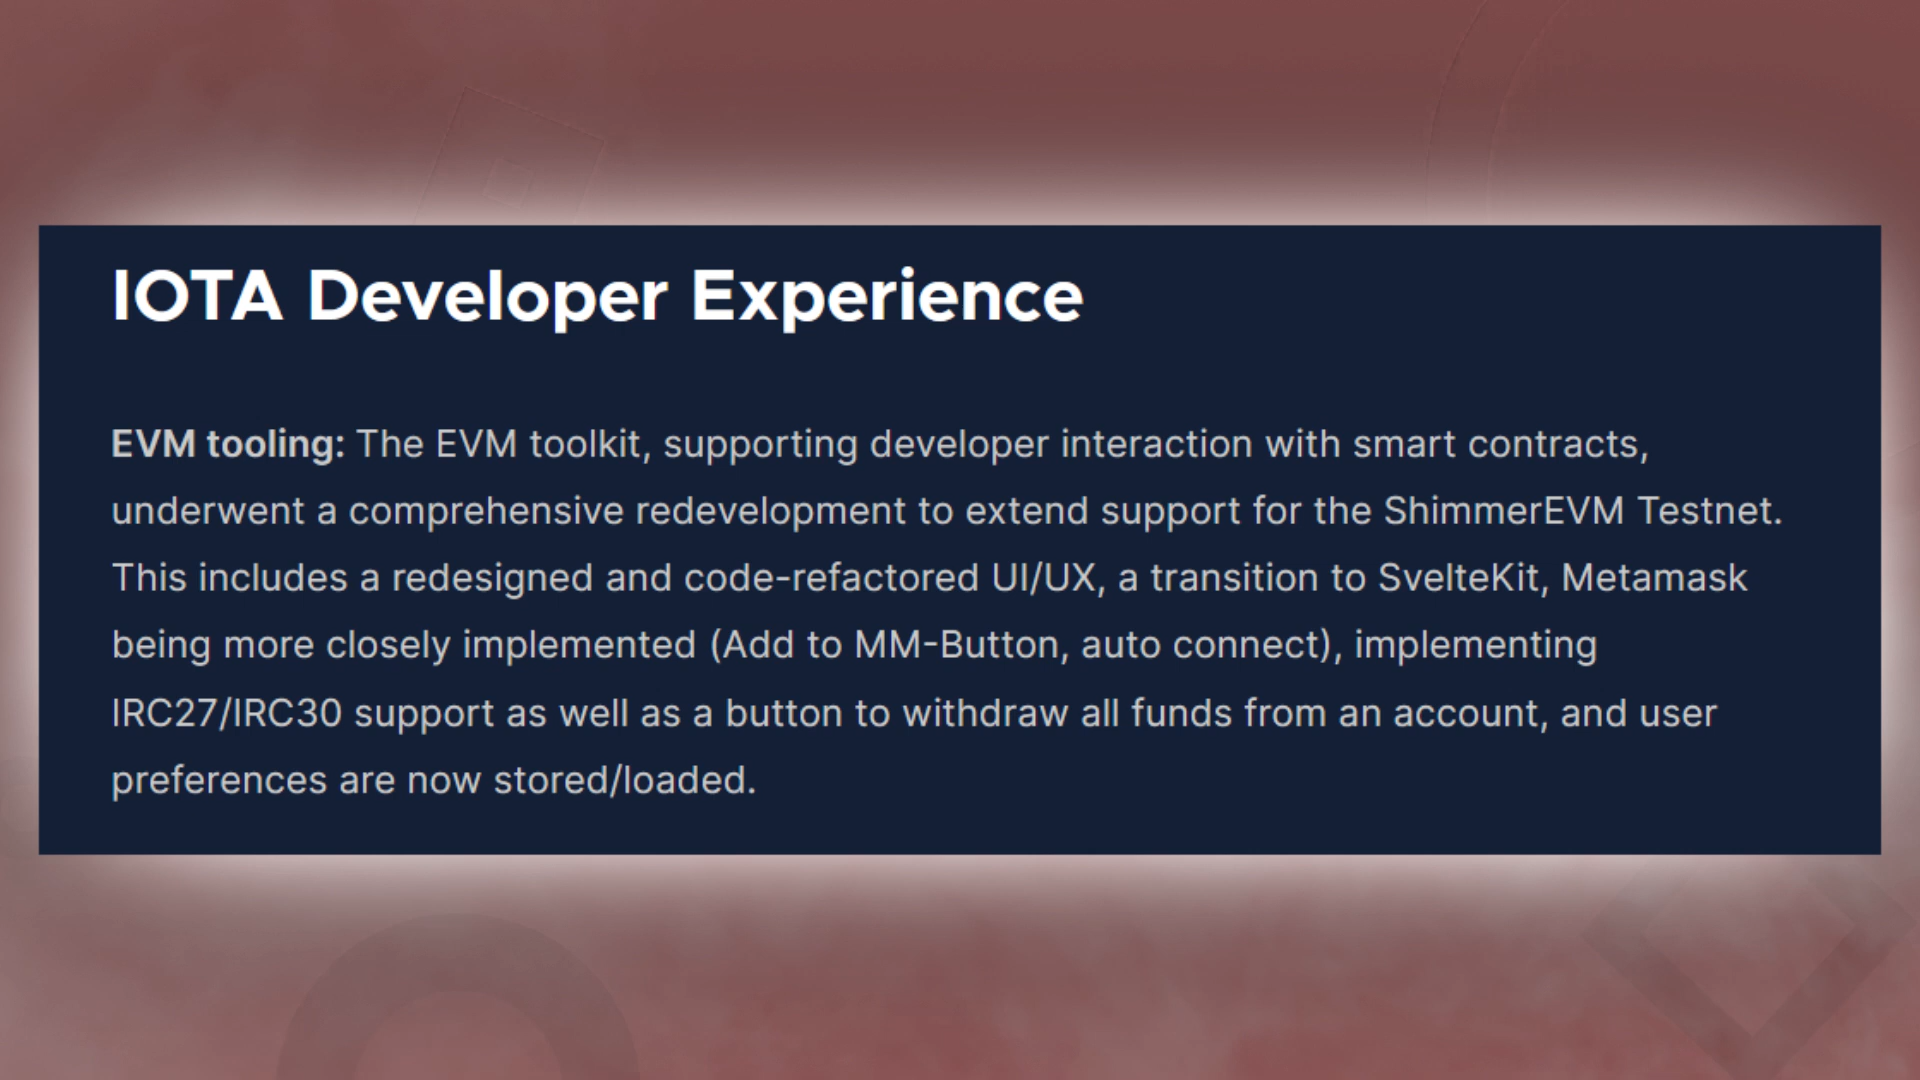 IOTA Developer Experience
EVM tooling: The EVM toolkit, supporting developer interaction with smart contracts,
underwent a comprehensive redevelopment to extend support for the ShimmerEVM Testnet.
This includes a redesigned and code-refactored UI/UX, a transition to SvelteKit, Metamask
being more closely implemented (Add to MM-Button, auto connect), implementing
IRC27/IRC30 support as well as a button to withdraw all funds from an account, and user
preferences are now stored/loaded.